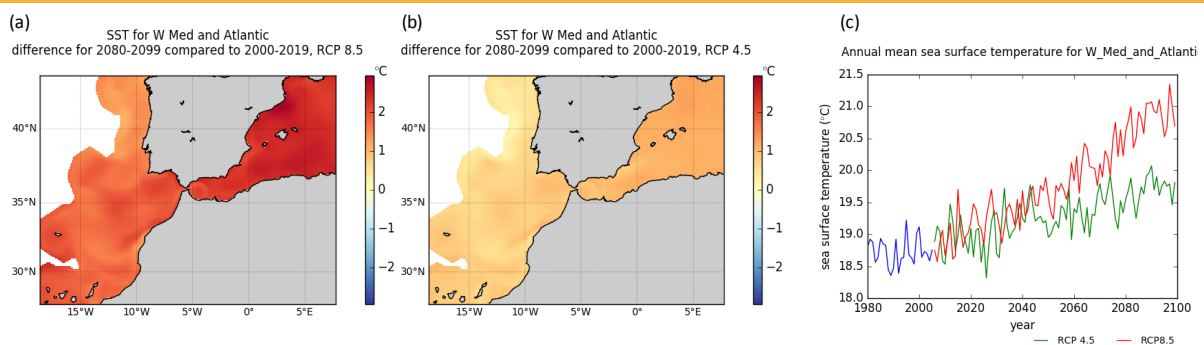 (a)
SST for W Med and Atlantic
difference for 2080-2099 compared to 2000-2019, RCP 8.5
°C
2
1
0
−1
−2
40°N
35°N
30°N
15°W 10°W 5°W 0° 5°E
(b)
SST for W Med and Atlantic
difference for 2080-2099 compared to 2000-2019, RCP 4.5
°C
2
1
0
−1
−2
40°N
35°N
30°N
15°W 10°W 5°W 0° 5°E
(c)
Annual mean sea surface temperature for W_Med_and_Atlanti
sea surface temperature (°C)
21.5
21.0
20.5
20.0
19.5
19.0
18.5
18.0
1980 2000 2020 2040 2060 2080 2100
year
RCP 4.5 RCP8.5